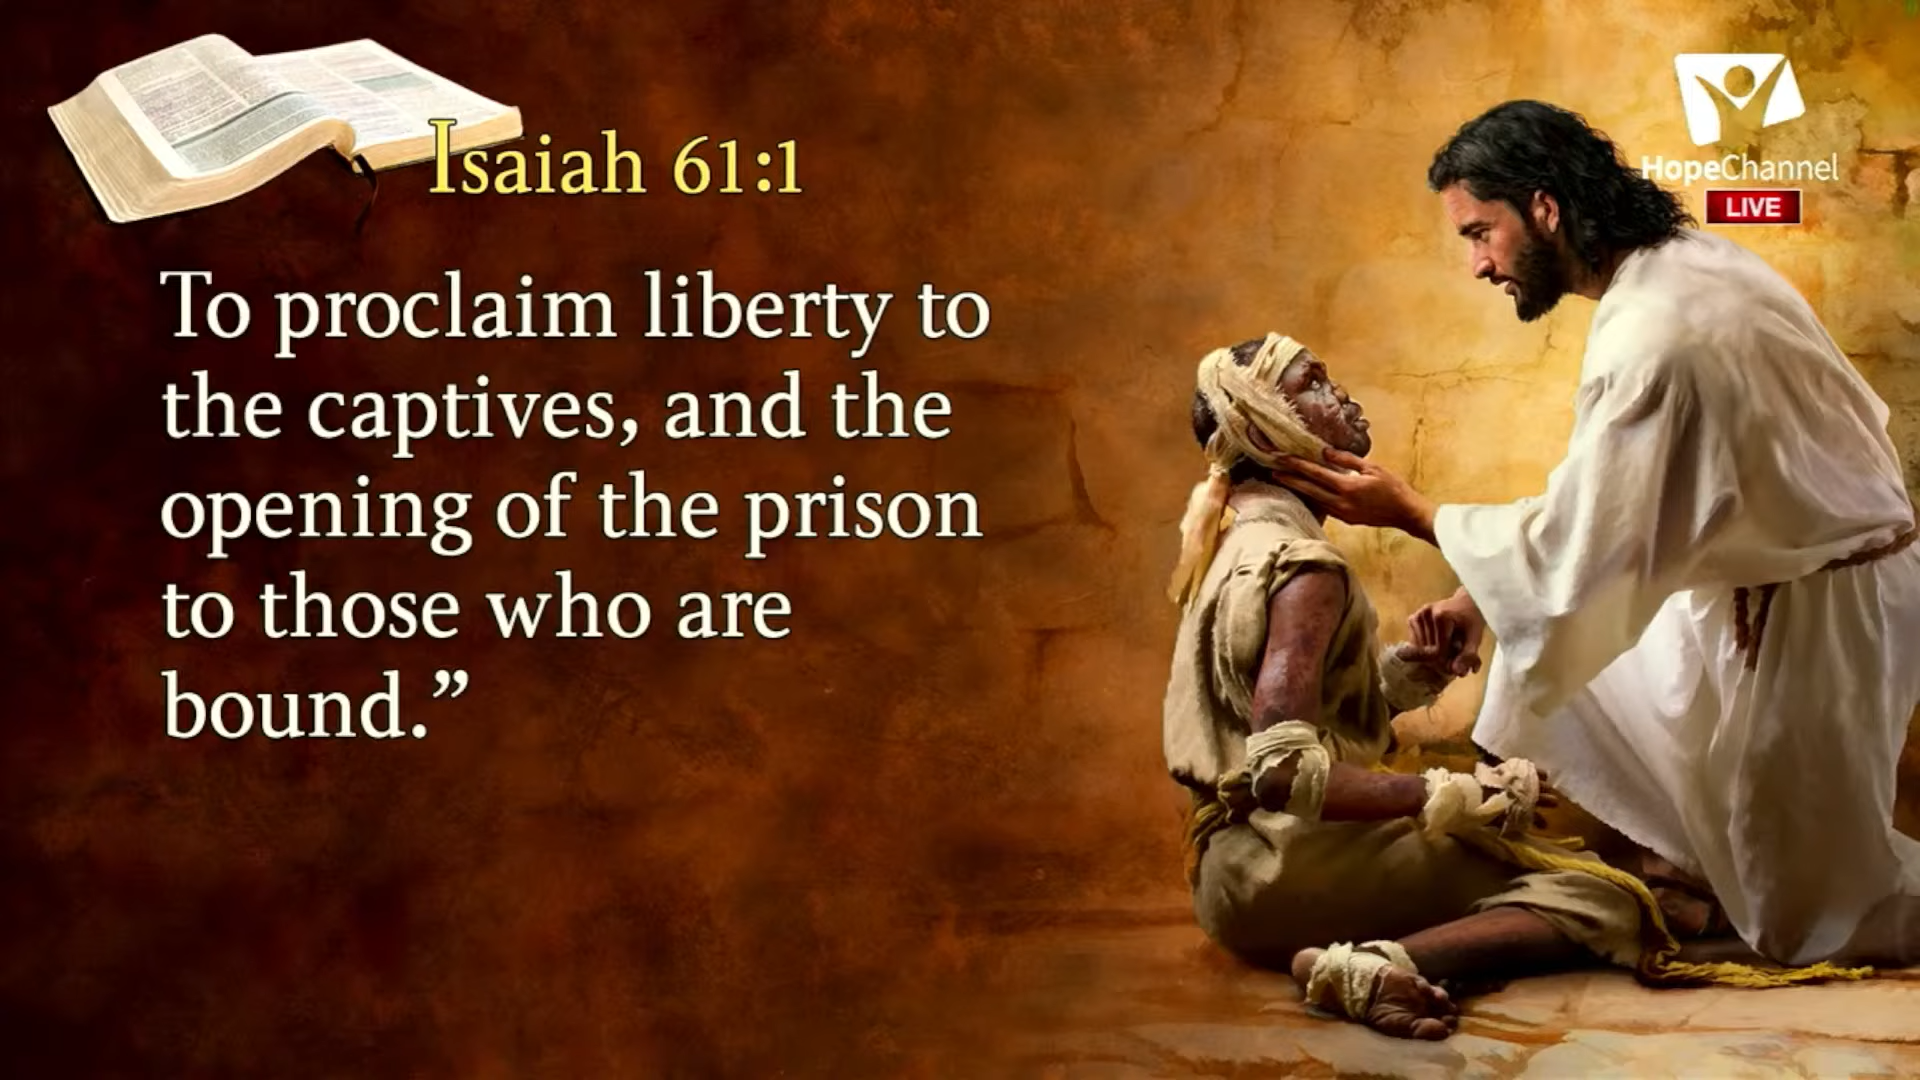 Isaiah 61:1
To proclaim liberty to
the captives, and the
opening of the prison
to those who are
bound.”
HopeChannel
LIVE